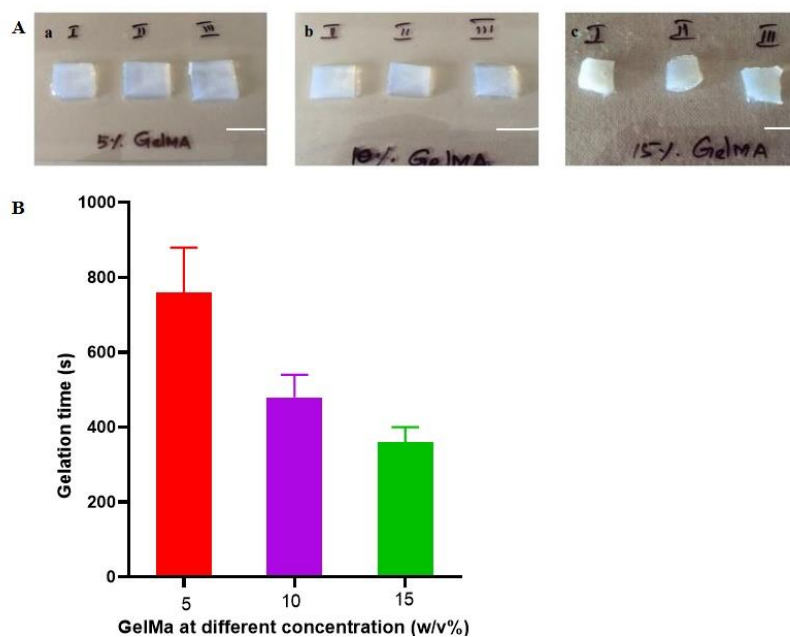 A
a
I II III
5% GelMA
b
I II III
10% GelMA
c
I II III
15% GelMA
B
1000
800
600
400
200
0
Gelation time (s)
5 10 15
GelMa at different concentration (w/v%)